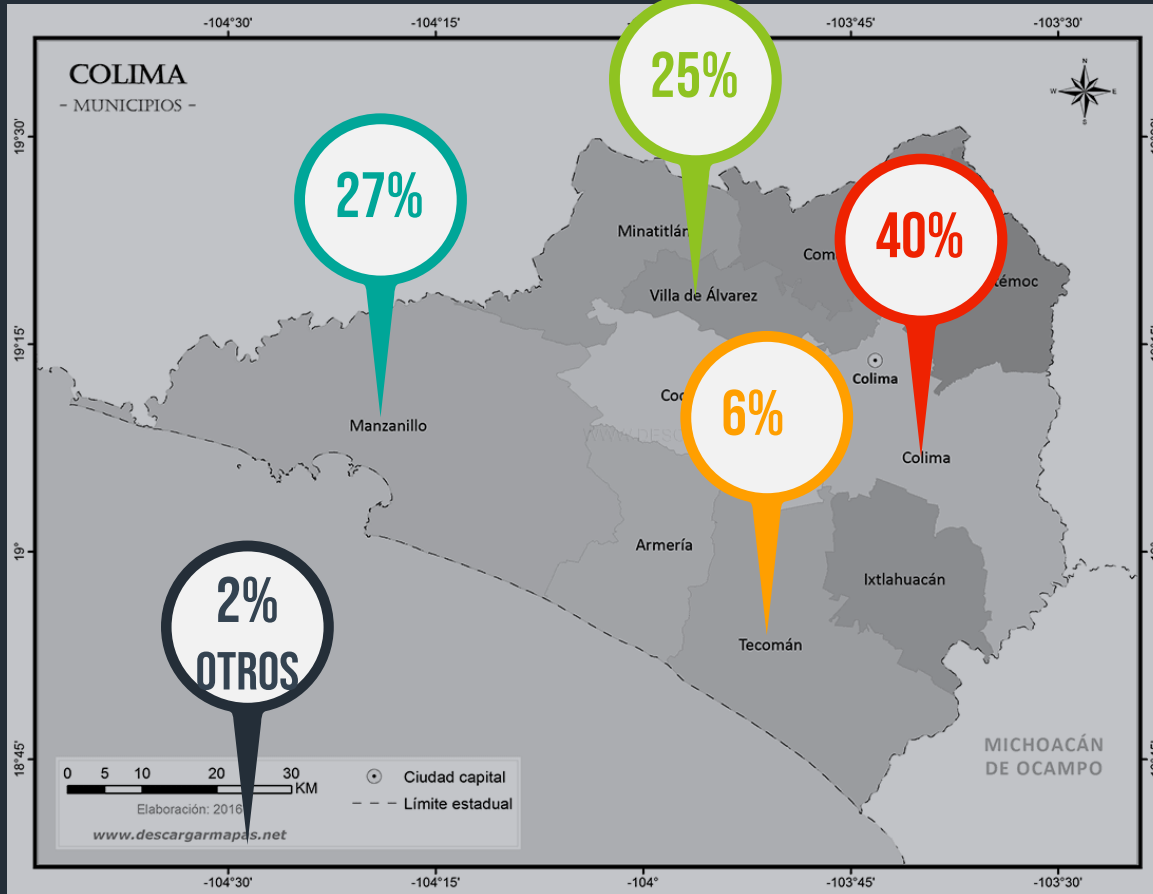 -104°30'
-104°15'
-103°45'
-103°30'
COLIMA
- MUNICIPIOS -
N
W
E
S
25%
19°30'
27%
40%
Minatitlán
Villa de Álvarez
19°15'
Colima
6%
Manzanillo
Colima
19°
Armería
Ixtlahuacán
2%
OTROS
Tecomán
MICHOACÁN
DE OCAMPO
18°45'
0 5 10 20 30
KM
Elaboración: 2016
www.descargarmapas.net
Ciudad capital
Límite estadual
-104°30'
-104°15'
-104°
-103°45'
-103°30'